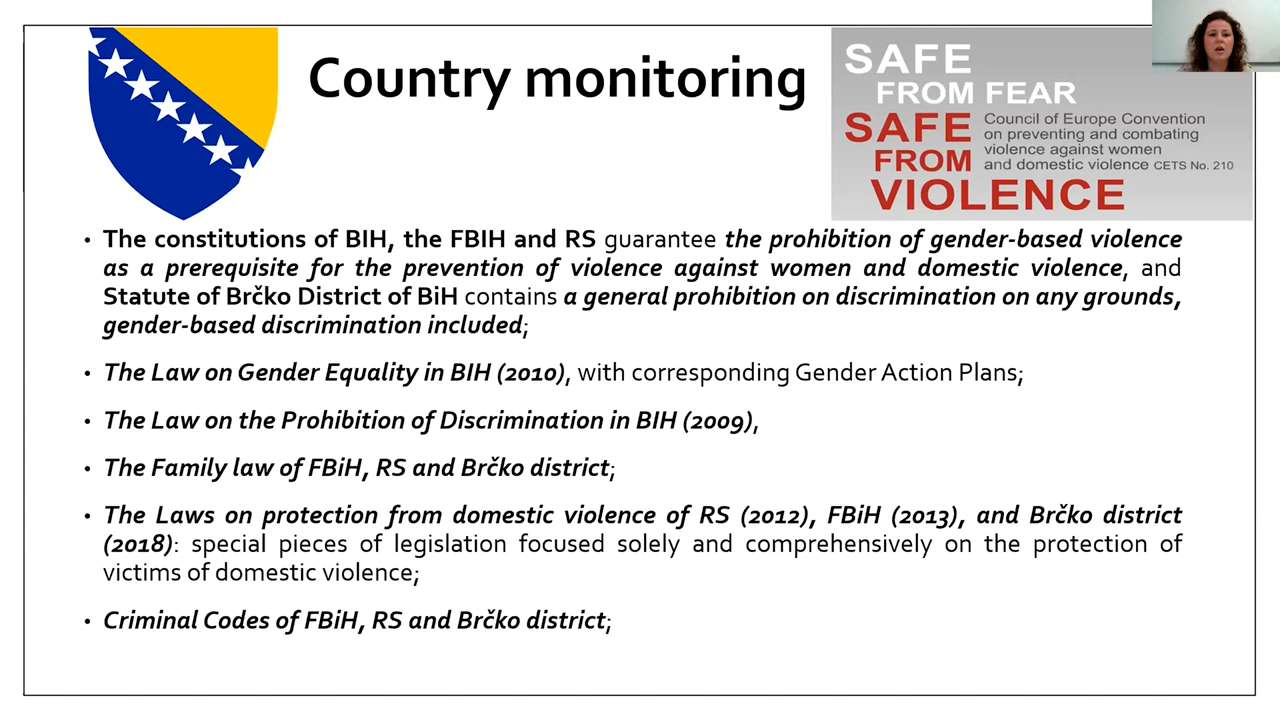 Country monitoring
SAFE
FROM FEAR
SAFE
FROM
VIOLENCE
Council of Europe Convention
on preventing and combating
violence against women
and domestic violence CETS No. 210
• The constitutions of BIH, the FBIH and RS guarantee the prohibition of gender-based violence
as a prerequisite for the prevention of violence against women and domestic violence, and
Statute of Brčko District of BiH contains a general prohibition on discrimination on any grounds,
gender-based discrimination included;
• The Law on Gender Equality in BIH (2010), with corresponding Gender Action Plans;
• The Law on the Prohibition of Discrimination in BIH (2009),
• The Family law of FBiH, RS and Brčko district;
• The Laws on protection from domestic violence of RS (2012), FBiH (2013), and Brčko district
(2018): special pieces of legislation focused solely and comprehensively on the protection of
victims of domestic violence;
• Criminal Codes of FBiH, RS and Brčko district;